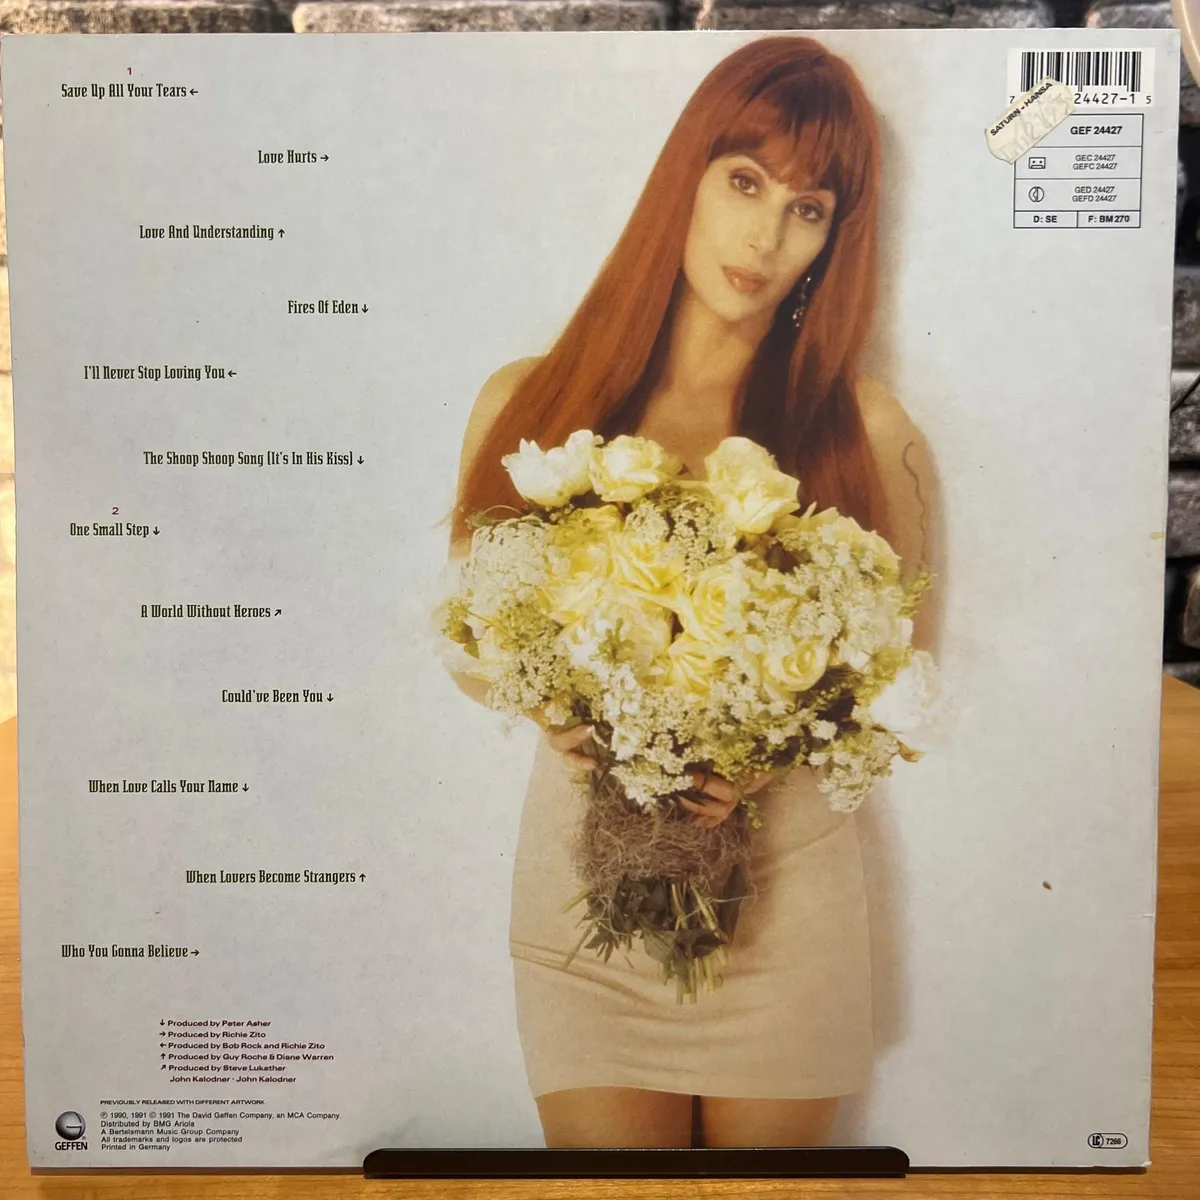 1
Save Up All Your Tears ←
Love Hurts →
Love And Understanding ↑
Fires Of Eden ↓
I'll Never Stop Loving You ←
The Shoop Shoop Song (It's In His Kiss) ↓
2
One Small Step ↓
A World Without Heroes ↗
Could've Been You ↓
When Love Calls Your Name ↓
When Lovers Become Strangers ↑
Who You Gonna Believe →
↓ Produced by Peter Asher
→ Produced by Richie Zito
← Produced by Bob Rock and Richie Zito
↑ Produced by Guy Roche & Diane Warren
↗ Produced by Steve Lukather
John Kalodner · John Kalodner
PREVIOUSLY RELEASED WITH DIFFERENT ARTWORK
℗ 1990, 1991 © 1991 The David Geffen Company, an MCA Company.
Distributed by BMG Ariola
A Bertelsmann Music Group Company
All trademarks and logos are protected
Printed in Germany
GEFFEN
7 24427-1 5
SATURN-HANSA
GEF 24427
GEC 24427
GEFC 24427
GED 24427
GEFD 24427
D: SE F: BM 270
LC 7266